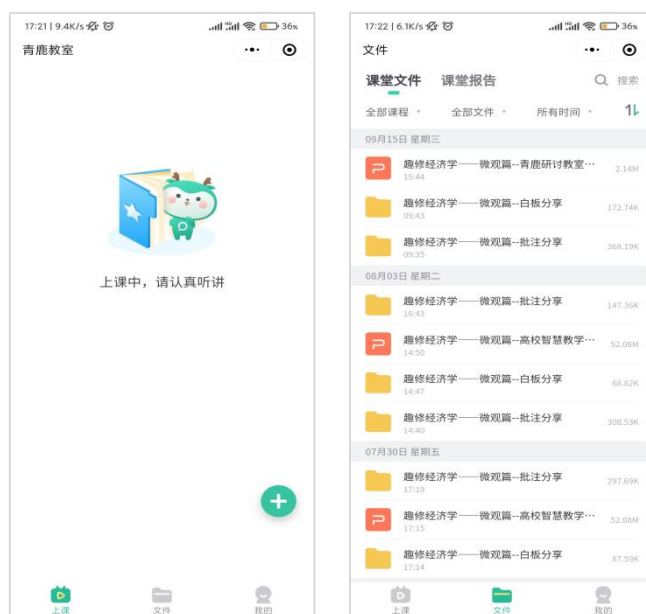 17:21 | 9.4K/s
36%
青鹿教室
上课中，请认真听讲
上课
文件
我的
17:22 | 6.1K/s
36%
文件
课堂文件 课堂报告 搜索
全部课程 全部文件 所有时间
09月15日 星期三
趣修经济学——微观篇--青鹿研讨教室…
15:44
2.14M
趣修经济学——微观篇--白板分享
09:43
172.74K
趣修经济学——微观篇--批注分享
09:35
368.19K
08月03日 星期二
趣修经济学——微观篇--批注分享
16:43
147.36K
趣修经济学——微观篇--高校智慧教学…
14:50
52.08M
趣修经济学——微观篇--白板分享
14:47
68.82K
趣修经济学——微观篇--批注分享
14:40
308.53K
07月30日 星期五
趣修经济学——微观篇--批注分享
17:19
297.69K
趣修经济学——微观篇--高校智慧教学…
17:15
52.08M
趣修经济学——微观篇--白板分享
17:14
87.59K
上课
文件
我的